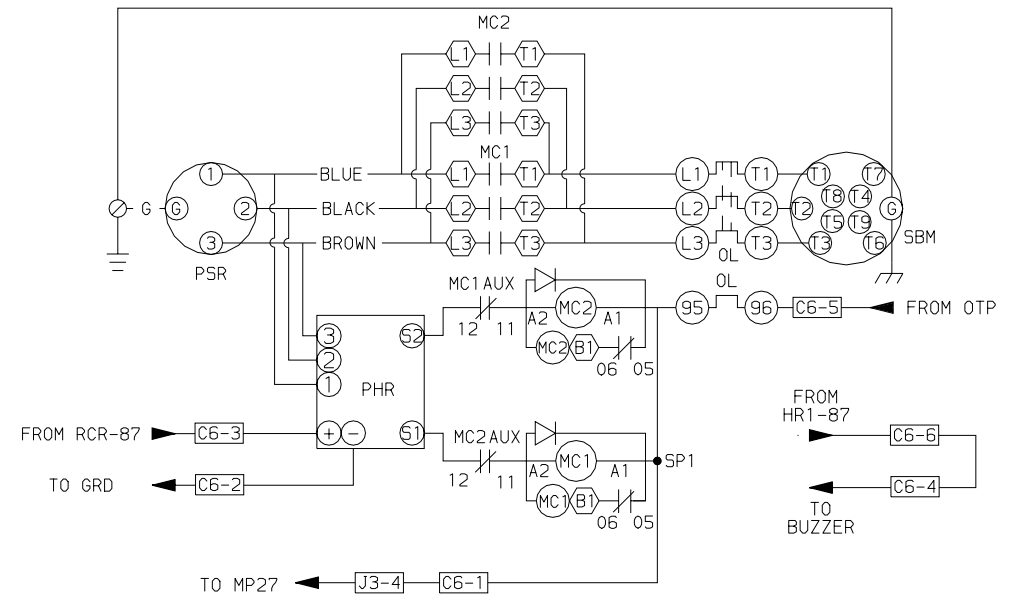 MC2
L1 T1
L2 T2
L3 T3
MC1
1 BLUE L1 T1 L1 T1 T1 T7
T8 T4
G G 2 BLACK L2 T2 L2 T2 T2 G
T5 T9
3 BROWN L3 T3 L3 T3 T3 T6 SBM
PSR OL
MC1AUX OL
12 11 A2 MC2 A1 95 96 C6-5 FROM OTP
MC2 B1 06 05
3 S2
2
1 PHR
FROM RCR-87 C6-3 + − S1
MC2AUX
12 11 A2 MC1 A1 SP1
MC1 B1 06 05
TO GRD C6-2
FROM
HR1-87
C6-6
C6-4
TO
BUZZER
TO MP27 J3-4 C6-1